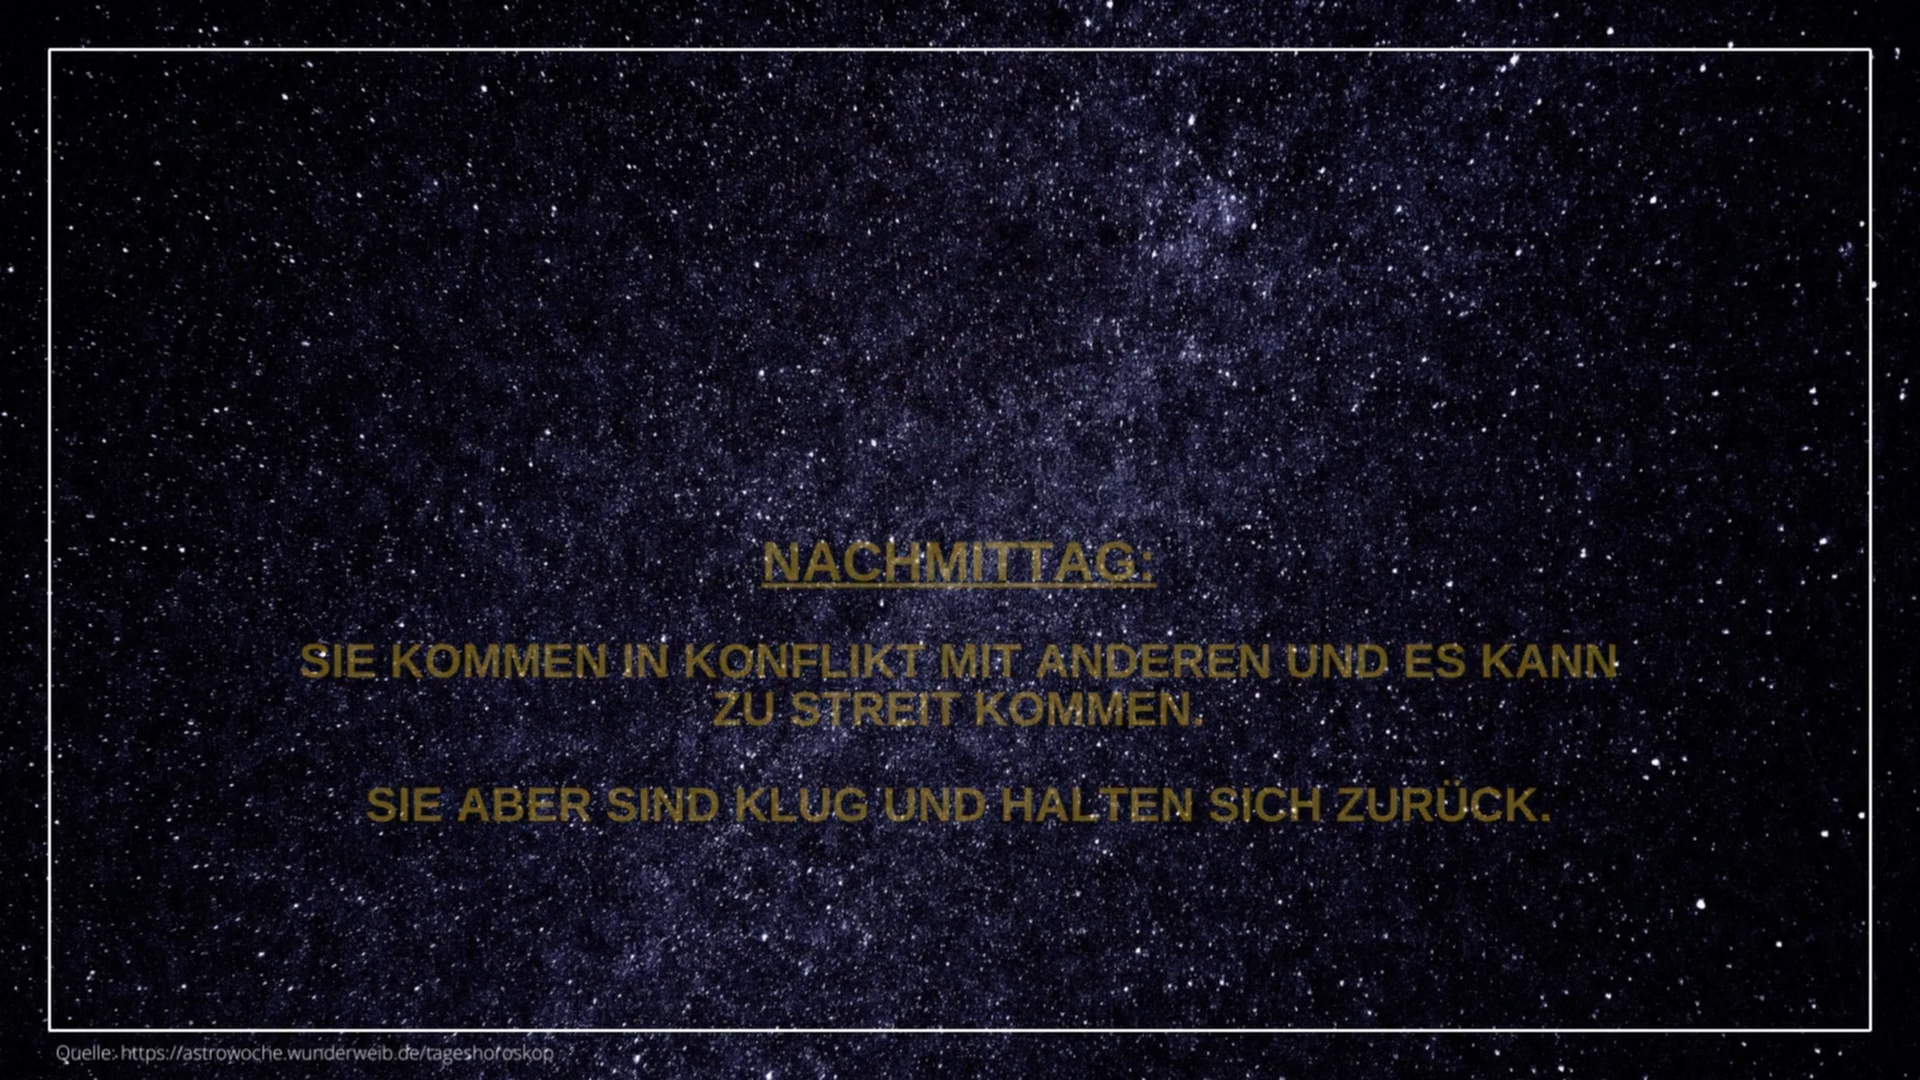 NACHMITTAG:
SIE KOMMEN IN KONFLIKT MIT ANDEREN UND ES KANN
ZU STREIT KOMMEN.
SIE ABER SIND KLUG UND HALTEN SICH ZURÜCK.
Quelle: https://astrowoche.wunderweib.de/tageshoroskop